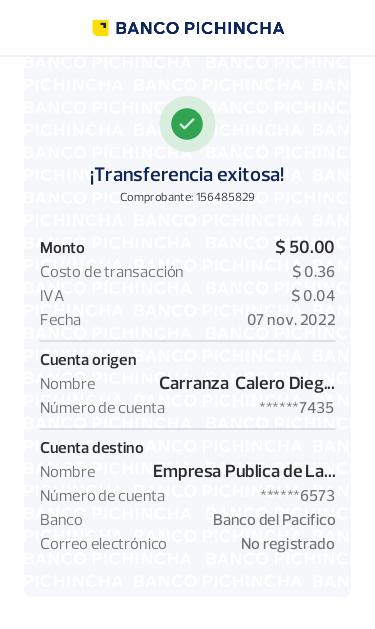 BANCO PICHINCHA
¡Transferencia exitosa!
Comprobante: 156485829
Monto $ 50.00
Costo de transacción $ 0.36
IVA $ 0.04
Fecha 07 nov. 2022
Cuenta origen
Nombre Carranza Calero Dieg...
Número de cuenta ******7435
Cuenta destino
Nombre Empresa Publica de La...
Número de cuenta ******6573
Banco Banco del Pacifico
Correo electrónico No registrado